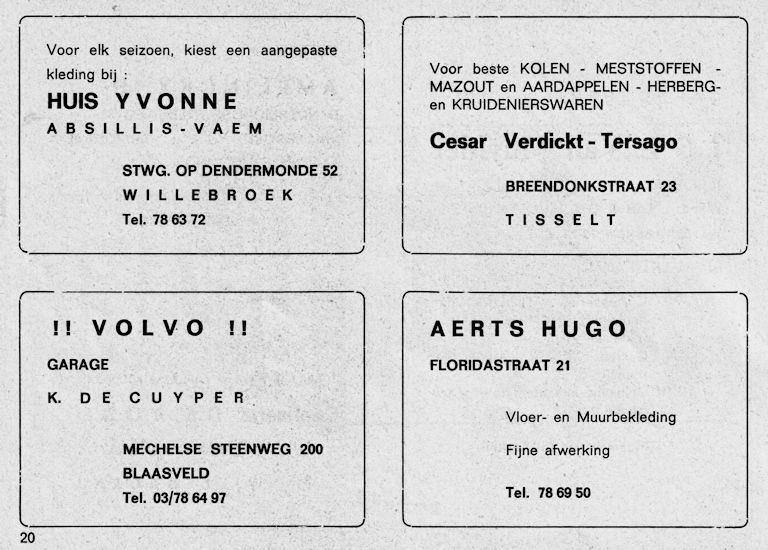 Voor elk seizoen, kiest een aangepaste
kleding bij :
HUIS YVONNE
ABSILLIS-VAEM
STWG. OP DENDERMONDE 52
WILLEBROEK
Tel. 78 63 72
Voor beste KOLEN - MESTSTOFFEN -
MAZOUT en AARDAPPELEN - HERBERG-
en KRUIDENIERSWAREN
Cesar Verdickt - Tersago
BREENDONKSTRAAT 23
TISSELT
!! VOLVO !!
GARAGE
K. DE CUYPER
MECHELSE STEENWEG 200
BLAASVELD
Tel. 03/78 64 97
AERTS HUGO
FLORIDASTRAAT 21
Vloer- en Muurbekleding
Fijne afwerking
Tel. 78 69 50
20